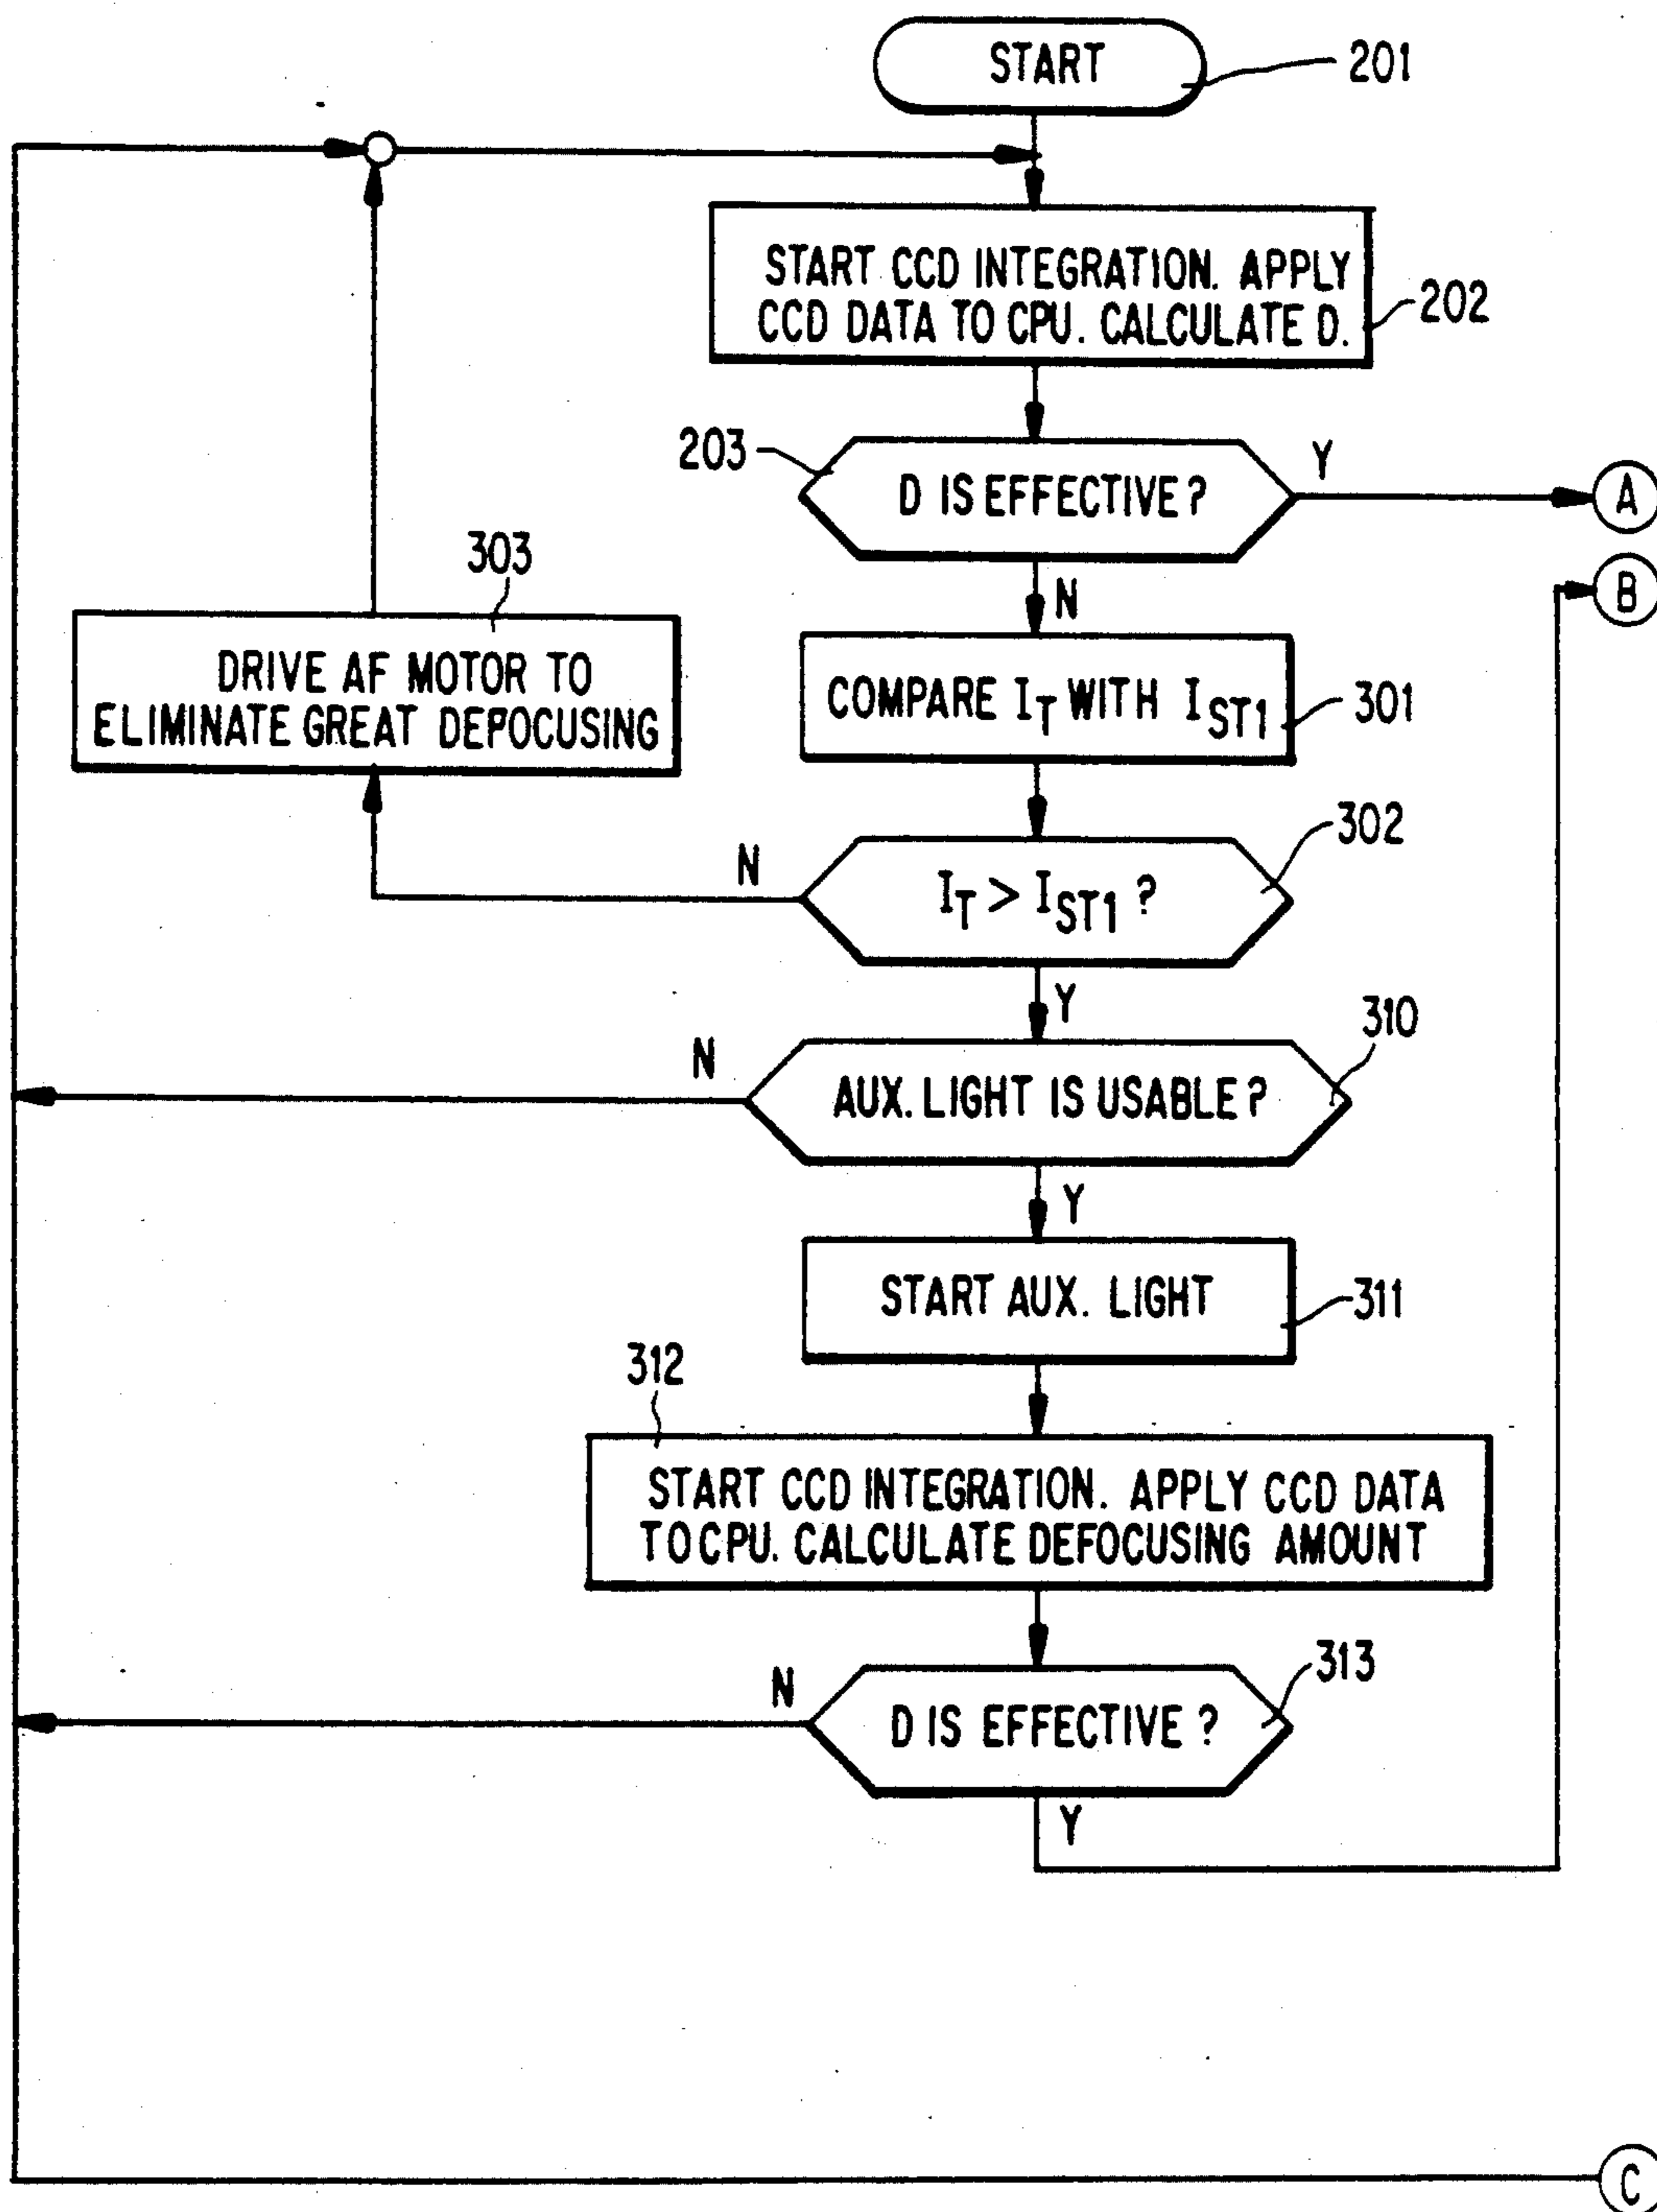 START
201
START CCD INTEGRATION. APPLY
CCD DATA TO CPU. CALCULATE D.
202
203
D IS EFFECTIVE?
Y
A
B
N
303
DRIVE AF MOTOR TO
ELIMINATE GREAT DEPOCUSING
COMPARE IT WITH IST1
301
302
N
IT > IST1 ?
Y
310
N
AUX. LIGHT IS USABLE?
Y
START AUX. LIGHT
311
312
START CCD INTEGRATION. APPLY CCD DATA
TO CPU. CALCULATE DEFOCUSING AMOUNT
313
N
D IS EFFECTIVE ?
Y
C